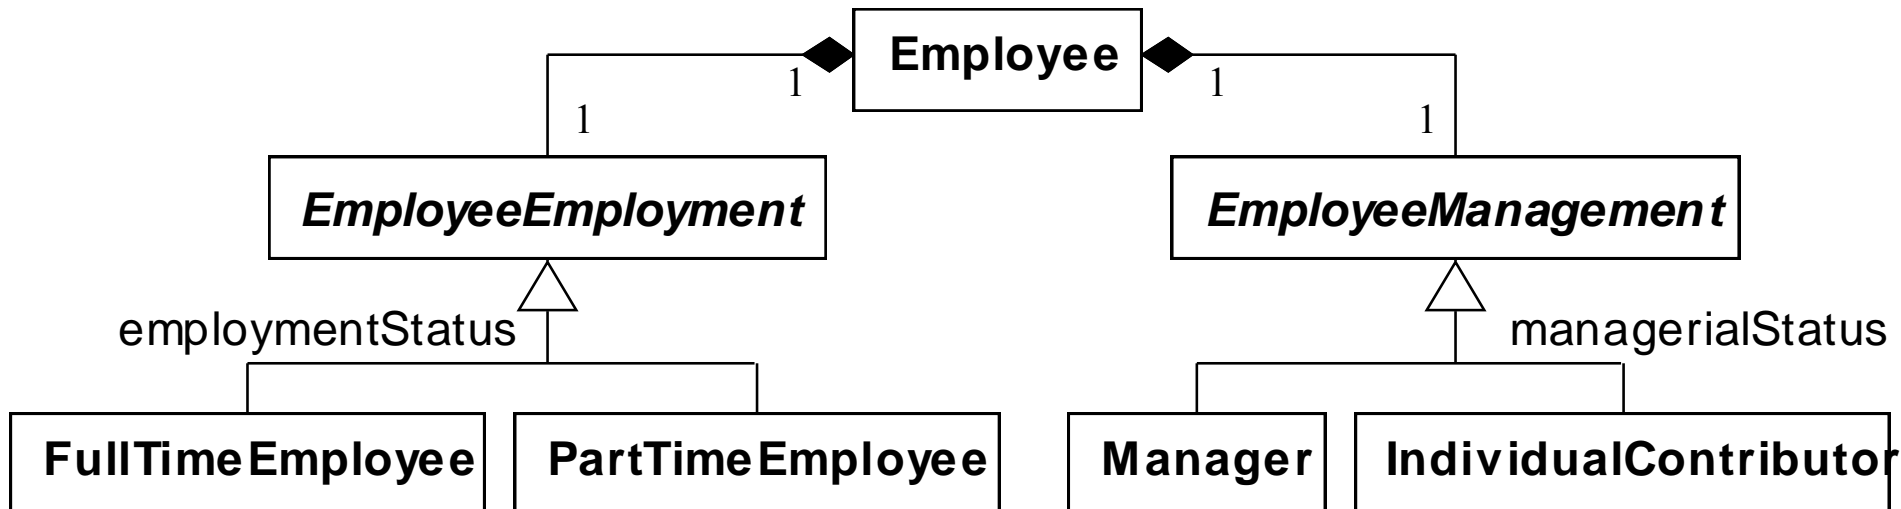 Employee
1
1
1
1
EmployeeEmployment
EmployeeManagement
employmentStatus
managerialStatus
FullTimeEmployee
PartTimeEmployee
Manager
IndividualContributor